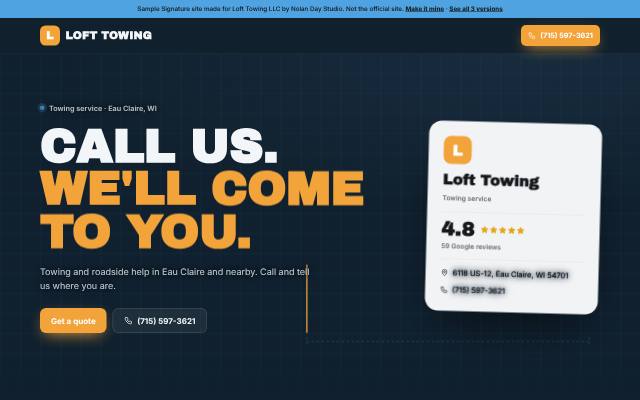 Sample Signature site made for Loft Towing LLC by Nolan Day Studio. Not the official site. Make it mine · See all 3 versions
L LOFT TOWING
(715) 597-3621
Towing service · Eau Claire, WI
CALL US.
WE'LL COME
TO YOU.
Towing and roadside help in Eau Claire and nearby. Call and tell
us where you are.
Get a quote
(715) 597-3621
L
Loft Towing
Towing service
4.8
59 Google reviews
6118 US-12, Eau Claire, WI 54701
(715) 597-3621